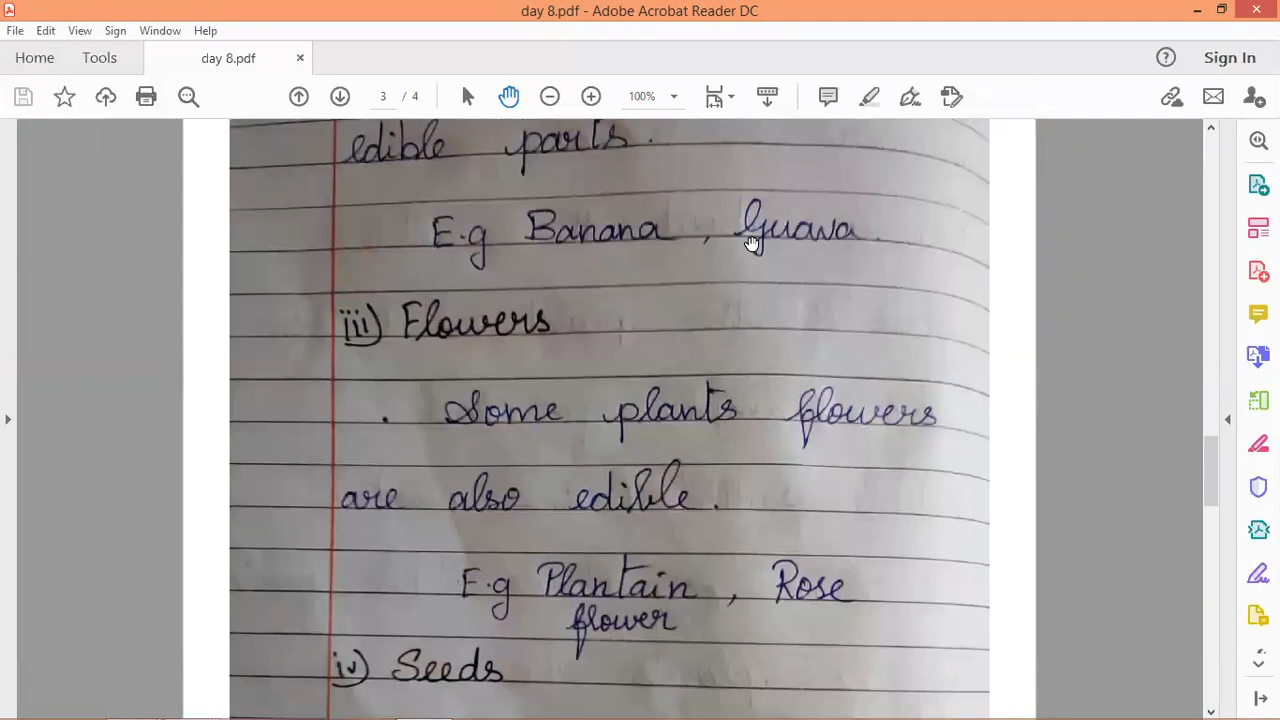 day 8.pdf - Adobe Acrobat Reader DC
File Edit View Sign Window Help
Home Tools day 8.pdf × Sign In
3 / 4 100%
edible parts.
E.g Banana , Guava.
iii) Flowers
. Some plants flowers
are also edible.
E.g Plantain , Rose
flower
iv) Seeds